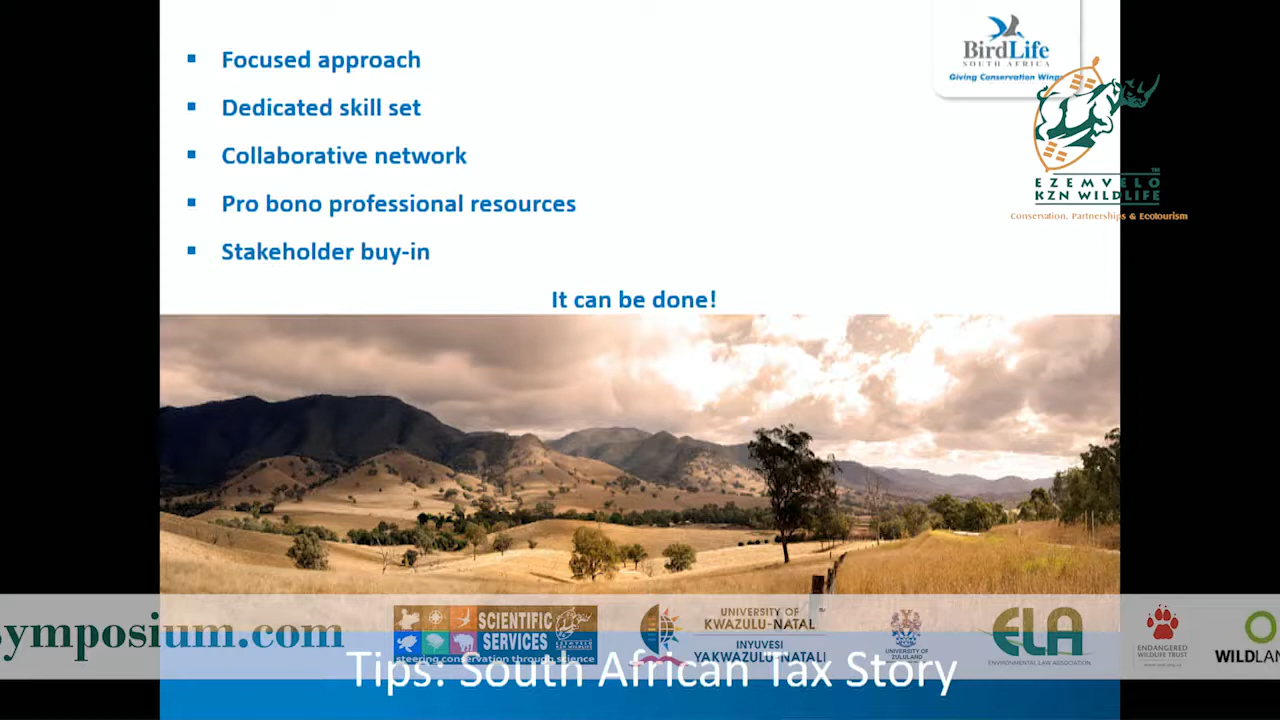 Focused approach
Dedicated skill set
Collaborative network
Pro bono professional resources
Stakeholder buy-in
It can be done!
BirdLife
SOUTH AFRICA
Giving Conservation Wings
EZEMVELO
KZN WILDLIFE
TM
Conservation, Partnerships & Ecotourism
symposium.com
SCIENTIFIC
SERVICES
steering conservation through science
UNIVERSITY OF
KWAZULU-NATAL
INYUVESI
YAKWAZULU-NATALI
UNIVERSITY OF
ZULULAND
ELA
ENVIRONMENTAL LAW ASSOCIATION
ENDANGERED
WILDLIFE TRUST
WILDLAN
Tips: South African Tax Story